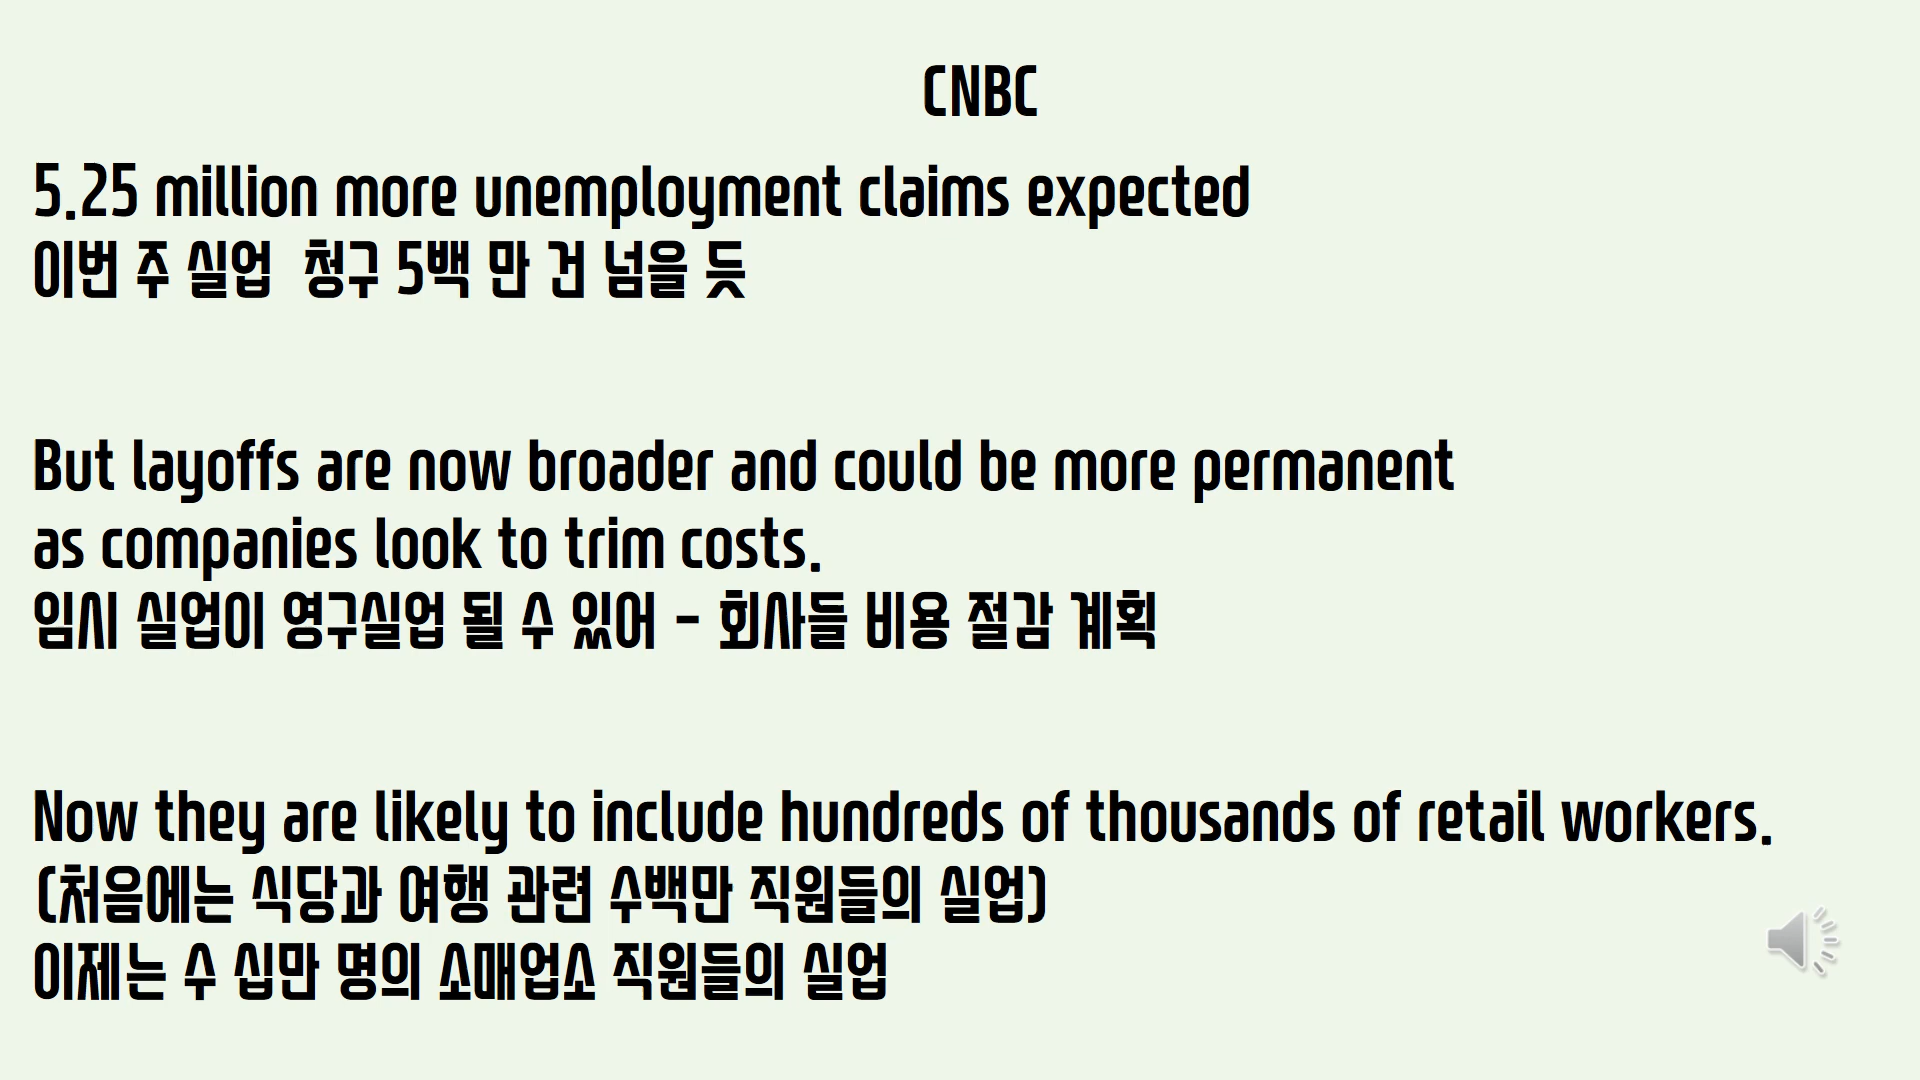 CNBC
5.25 million more unemployment claims expected
이번 주 실업  청구 5백 만 건 넘을 듯
But layoffs are now broader and could be more permanent
as companies look to trim costs.
임시 실업이 영구실업 될 수 있어 – 회사들 비용 절감 계획
Now they are likely to include hundreds of thousands of retail workers.
(처음에는 식당과 여행 관련 수백만 직원들의 실업)
이제는 수 십만 명의 소매업소 직원들의 실업